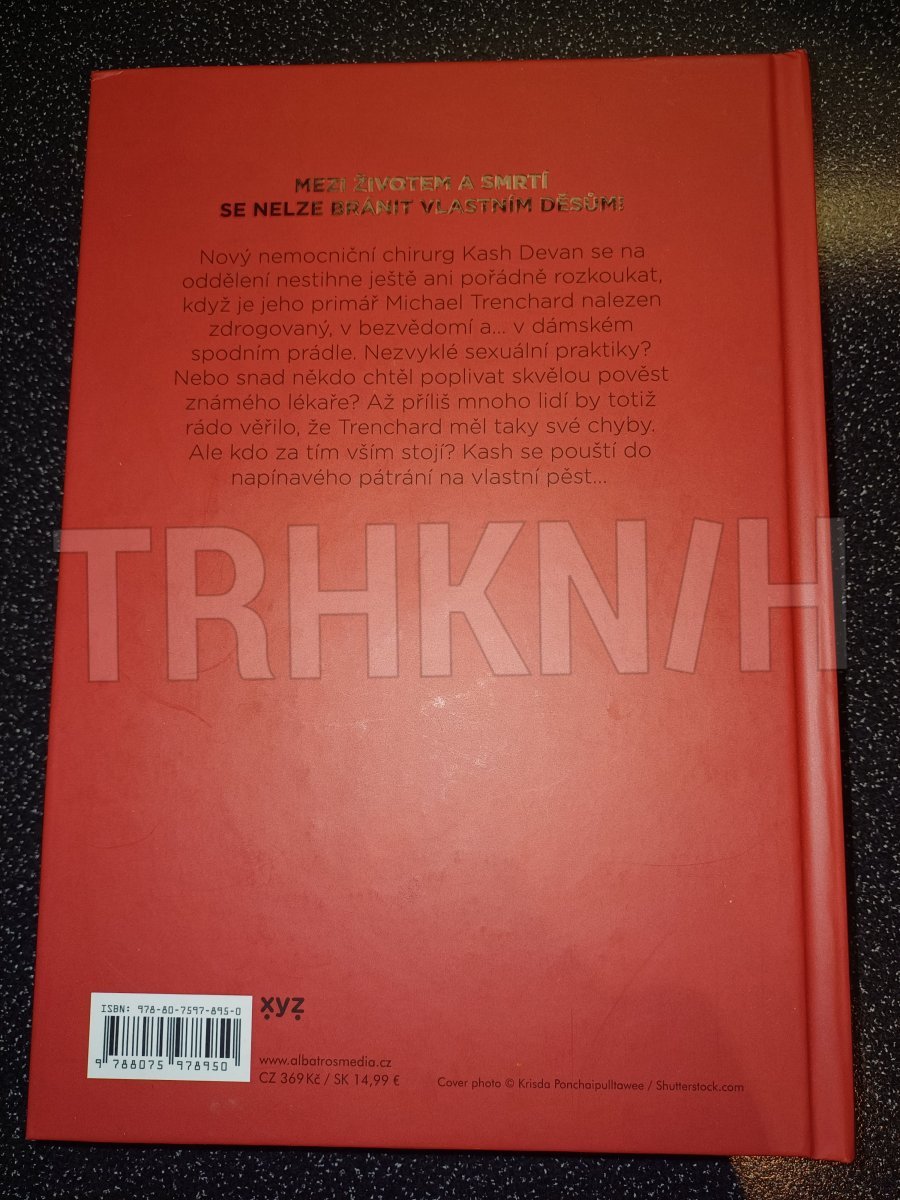 MEZI ŽIVOTEM A SMRTÍ
SE NELZE BRÁNIT VLASTNÍM DĚSŮM!
Nový nemocniční chirurg Kash Devan se na
oddělení nestihne ještě ani pořádně rozkoukat,
když je jeho primář Michael Trenchard nalezen
zdrogovaný, v bezvědomí a... v dámském
spodním prádle. Nezvyklé sexuální praktiky?
Nebo snad někdo chtěl poplivat skvělou pověst
známého lékaře? Až příliš mnoho lidí by totiž
rádo věřilo, že Trenchard měl taky své chyby.
Ale kdo za tím vším stojí? Kash se pouští do
napínavého pátrání na vlastní pěst...
TRHKNIH
ISBN: 978-80-7597-895-0
9 788075 978950
xyz
www.albatrosmedia.cz
CZ 369 Kč / SK 14,99 €
Cover photo © Krisda Ponchaipulltawee / Shutterstock.com